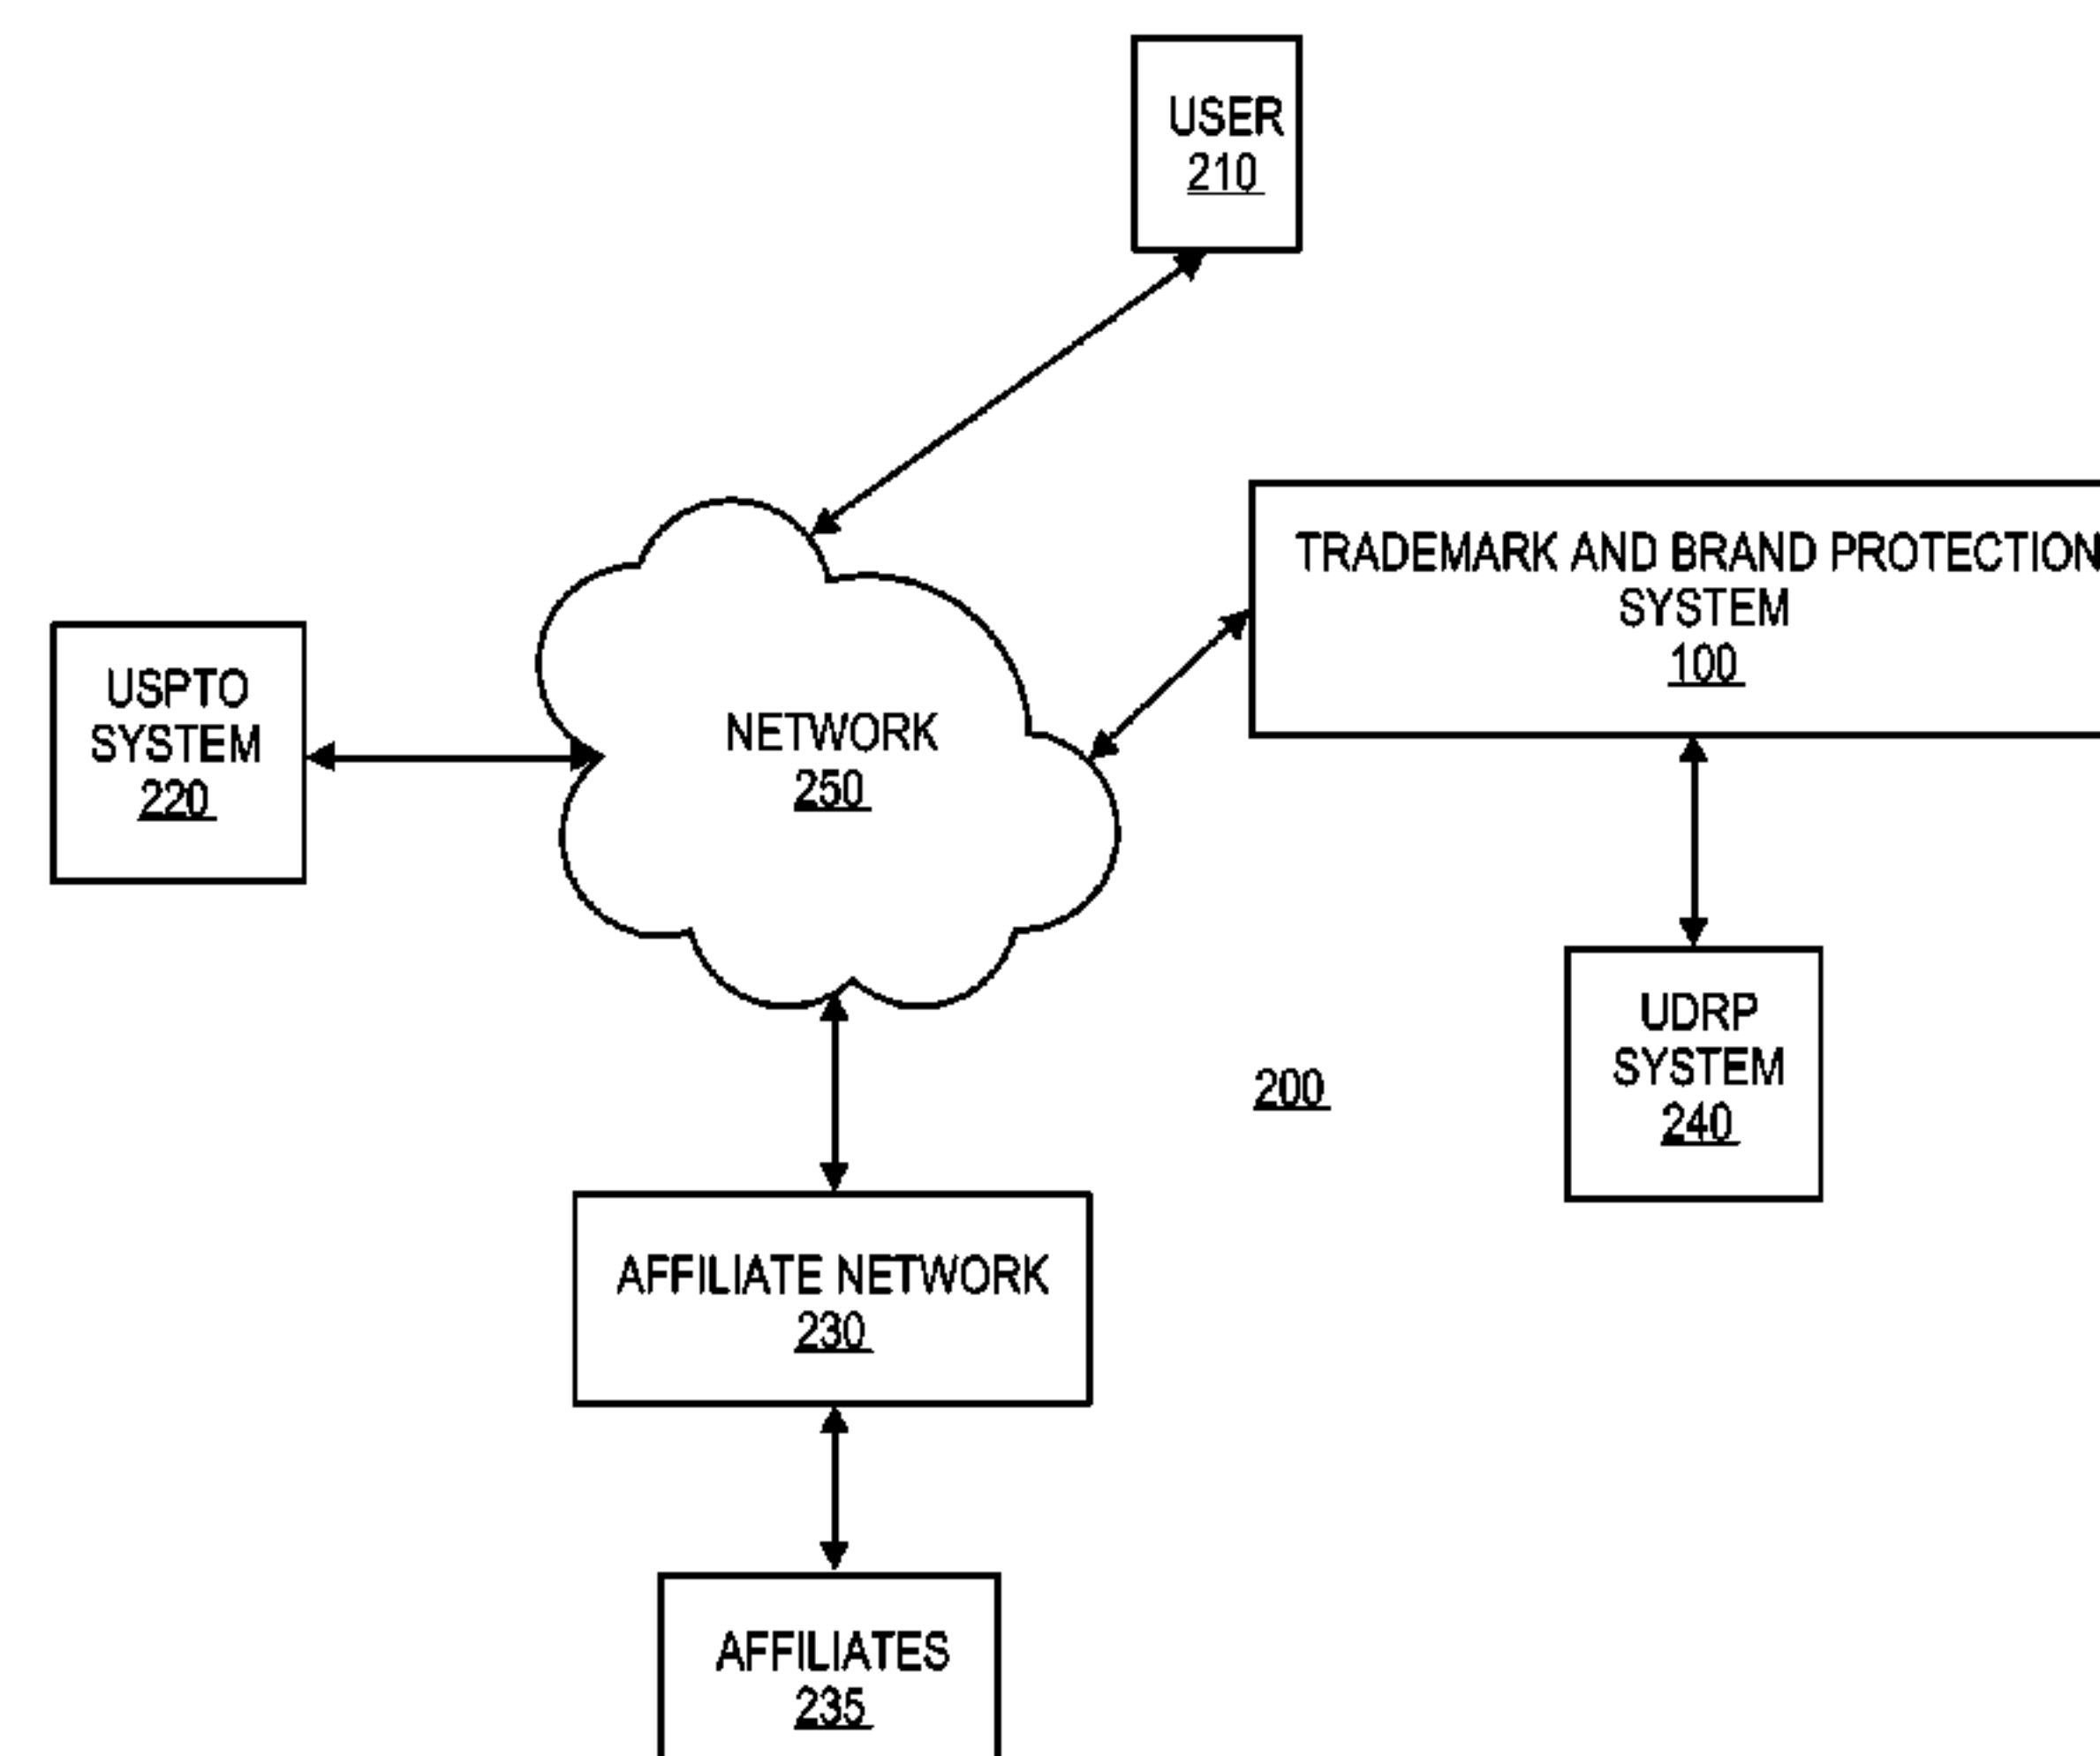 USER
210
TRADEMARK AND BRAND PROTECTION
SYSTEM
100
USPTO
SYSTEM
220
NETWORK
250
UDRP
SYSTEM
240
200
AFFILIATE NETWORK
230
AFFILIATES
235